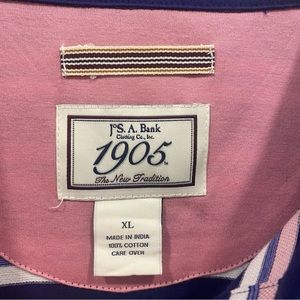 JoS. A. Bank
Clothing Co., Inc.
1905
The New Tradition
XL
MADE IN INDIA
100% COTTON
CARE OVER